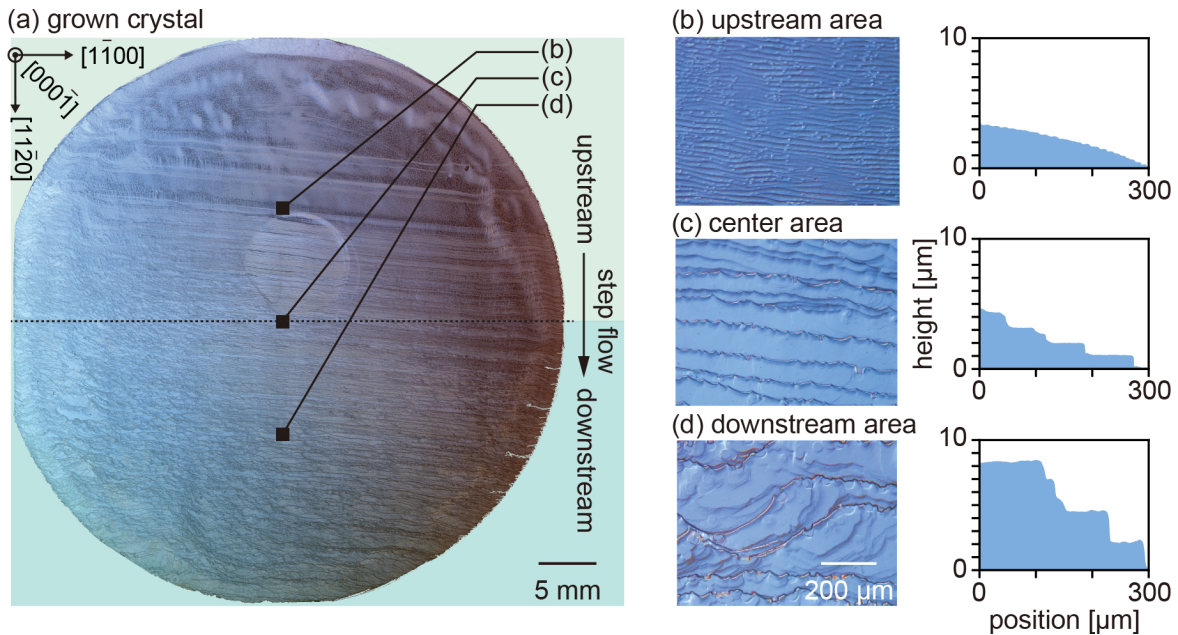 (a) grown crystal
[11̅00]
[0001̅]
[112̅0]
(b)
(c)
(d)
upstream
step flow
downstream
5 mm
(b) upstream area
10
0
0
300
(c) center area
10
0
0
300
height [µm]
(d) downstream area
200 µm
10
0
0
300
position [µm]